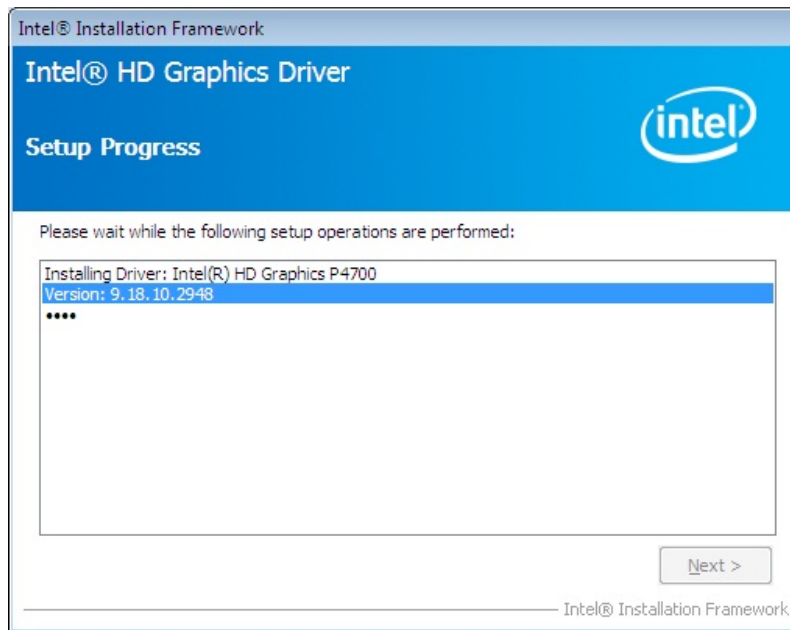 Intel® Installation Framework
Intel® HD Graphics Driver
intel
Setup Progress
Please wait while the following setup operations are performed:
Installing Driver: Intel(R) HD Graphics P4700
Version: 9.18.10.2948
••••
Next >
Intel® Installation Framework